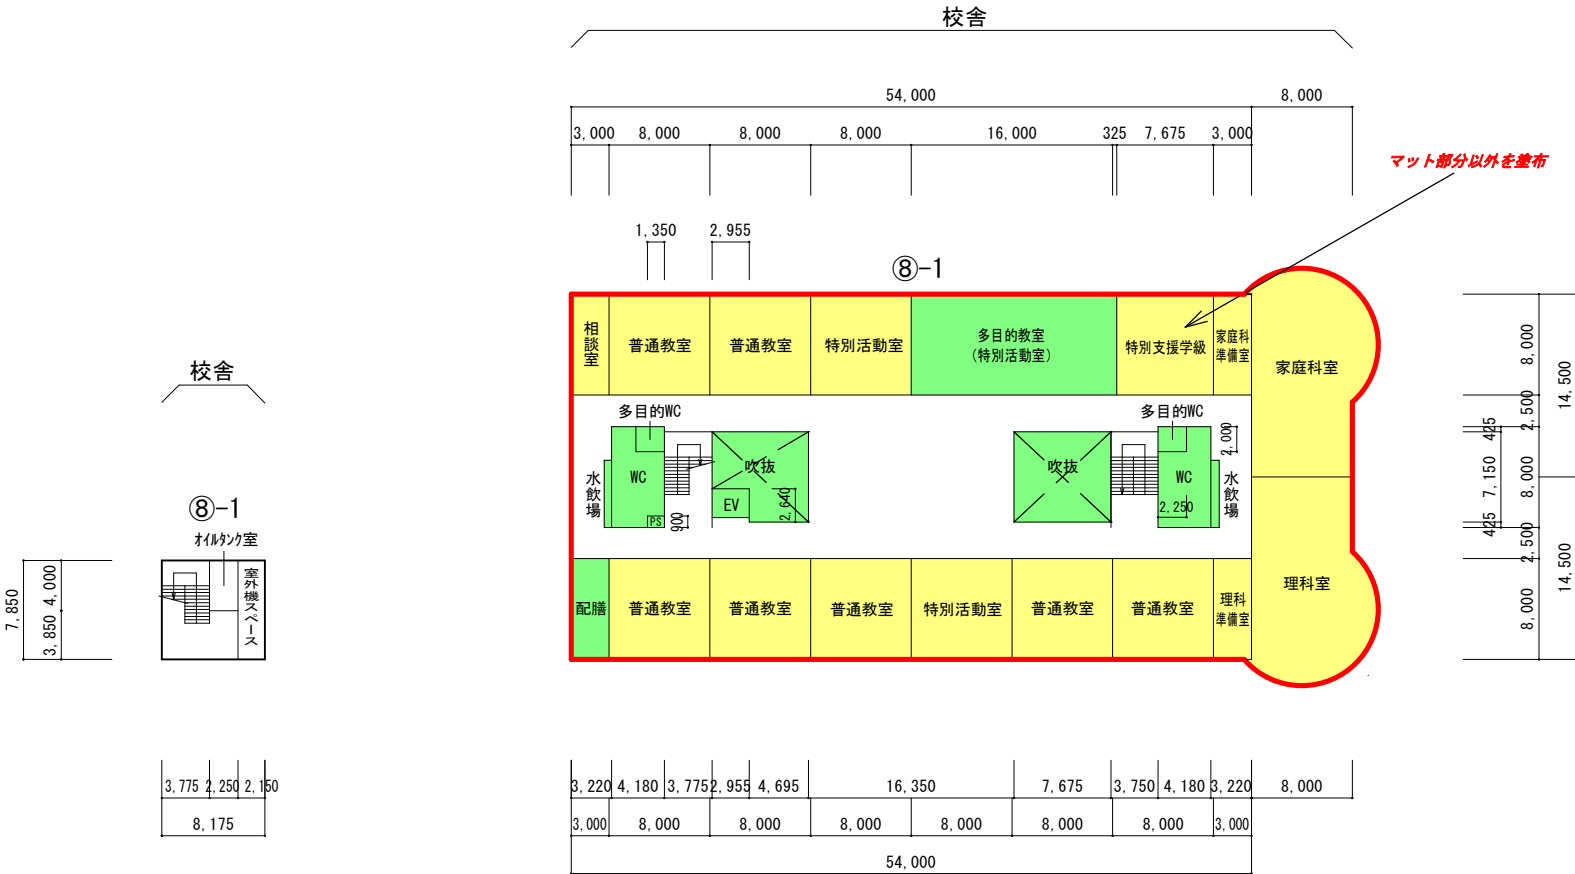 校舎
54,000
8,000
3,000
8,000
8,000
8,000
16,000
325
7,675
3,000
マット部分以外を塗布
1,350
2,955
⑧-1
相談室
普通教室
普通教室
特別活動室
多目的教室
(特別活動室)
特別支援学級
家庭科
準備室
家庭科室
多目的WC
多目的WC
吹抜
吹抜
WC
WC
水飲場
水飲場
EV
PS
900
2,640
2,000
2,250
配膳
普通教室
普通教室
普通教室
特別活動室
普通教室
普通教室
理科
準備室
理科室
8,000
2,500
425
7,150
8,000
425
2,500
8,000
14,500
14,500
校舎
⑧-1
オイルタンク室
室外機スペース
7,850
4,000
3,850
3,775
2,250
2,150
8,175
3,220
4,180
3,775
2,955
4,695
16,350
7,675
3,750
4,180
3,220
8,000
3,000
8,000
8,000
8,000
8,000
8,000
8,000
3,000
54,000